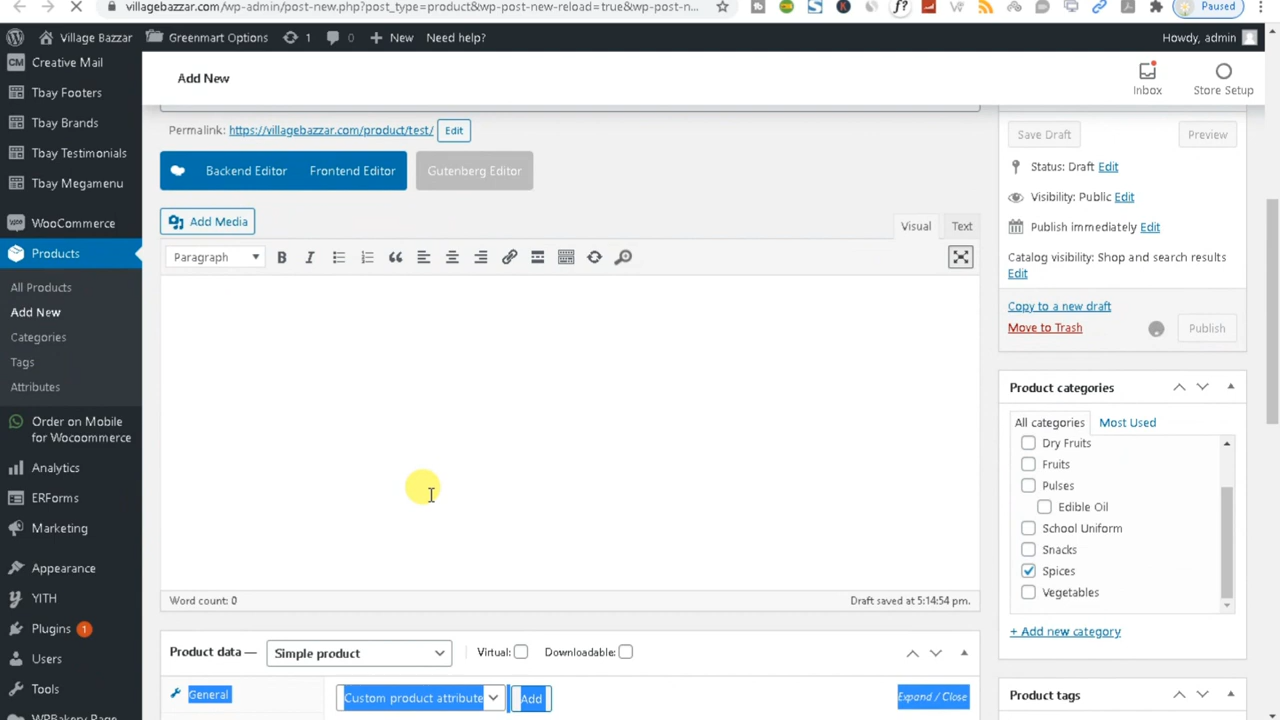 villagebazzar.com/wp-admin/post-new.php?post_type=product&wp-post-new-reload=true&wp-post-n...
Paused
Village Bazzar
Greenmart Options
1
0
New
Need help?
Howdy, admin
Creative Mail
Tbay Footers
Tbay Brands
Tbay Testimonials
Tbay Megamenu
WooCommerce
Products
All Products
Add New
Categories
Tags
Attributes
Order on Mobile
for Wocoommerce
Analytics
ERForms
Marketing
Appearance
YITH
Plugins 1
Users
Tools
WPBakery Page
Add New
Inbox
Store Setup
Permalink: https://villagebazzar.com/product/test/ Edit
Backend Editor
Frontend Editor
Gutenberg Editor
Add Media
Visual
Text
Paragraph
B
I
Word count: 0
Draft saved at 5:14:54 pm.
Product data —
Simple product
Virtual:
Downloadable:
General
Custom product attribute
Add
Expand / Close
Save Draft
Preview
Status: Draft Edit
Visibility: Public Edit
Publish immediately Edit
Catalog visibility: Shop and search results
Edit
Copy to a new draft
Move to Trash
Publish
Product categories
All categories
Most Used
Dry Fruits
Fruits
Pulses
Edible Oil
School Uniform
Snacks
Spices
Vegetables
+ Add new category
Product tags